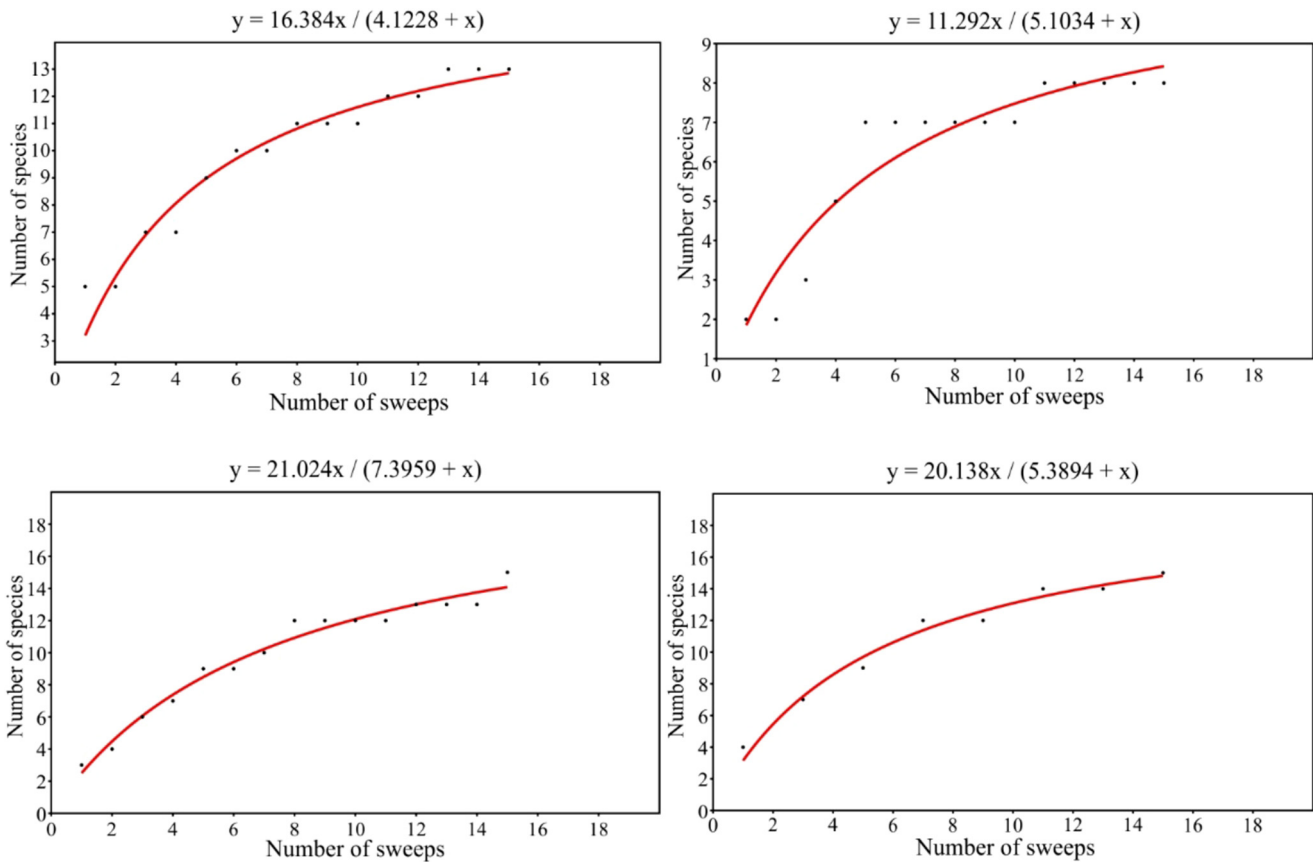 y = 16.384x / (4.1228 + x)
Number of species
13
12
11
10
9
8
7
6
5
4
3
0 2 4 6 8 10 12 14 16 18
Number of sweeps
y = 11.292x / (5.1034 + x)
Number of species
9
8
7
6
5
4
3
2
1
0 2 4 6 8 10 12 14 16 18
Number of sweeps
y = 21.024x / (7.3959 + x)
Number of species
18
16
14
12
10
8
6
4
2
0
0 2 4 6 8 10 12 14 16 18
Number of sweeps
y = 20.138x / (5.3894 + x)
Number of species
18
16
14
12
10
8
6
4
2
0
0 2 4 6 8 10 12 14 16 18
Number of sweeps